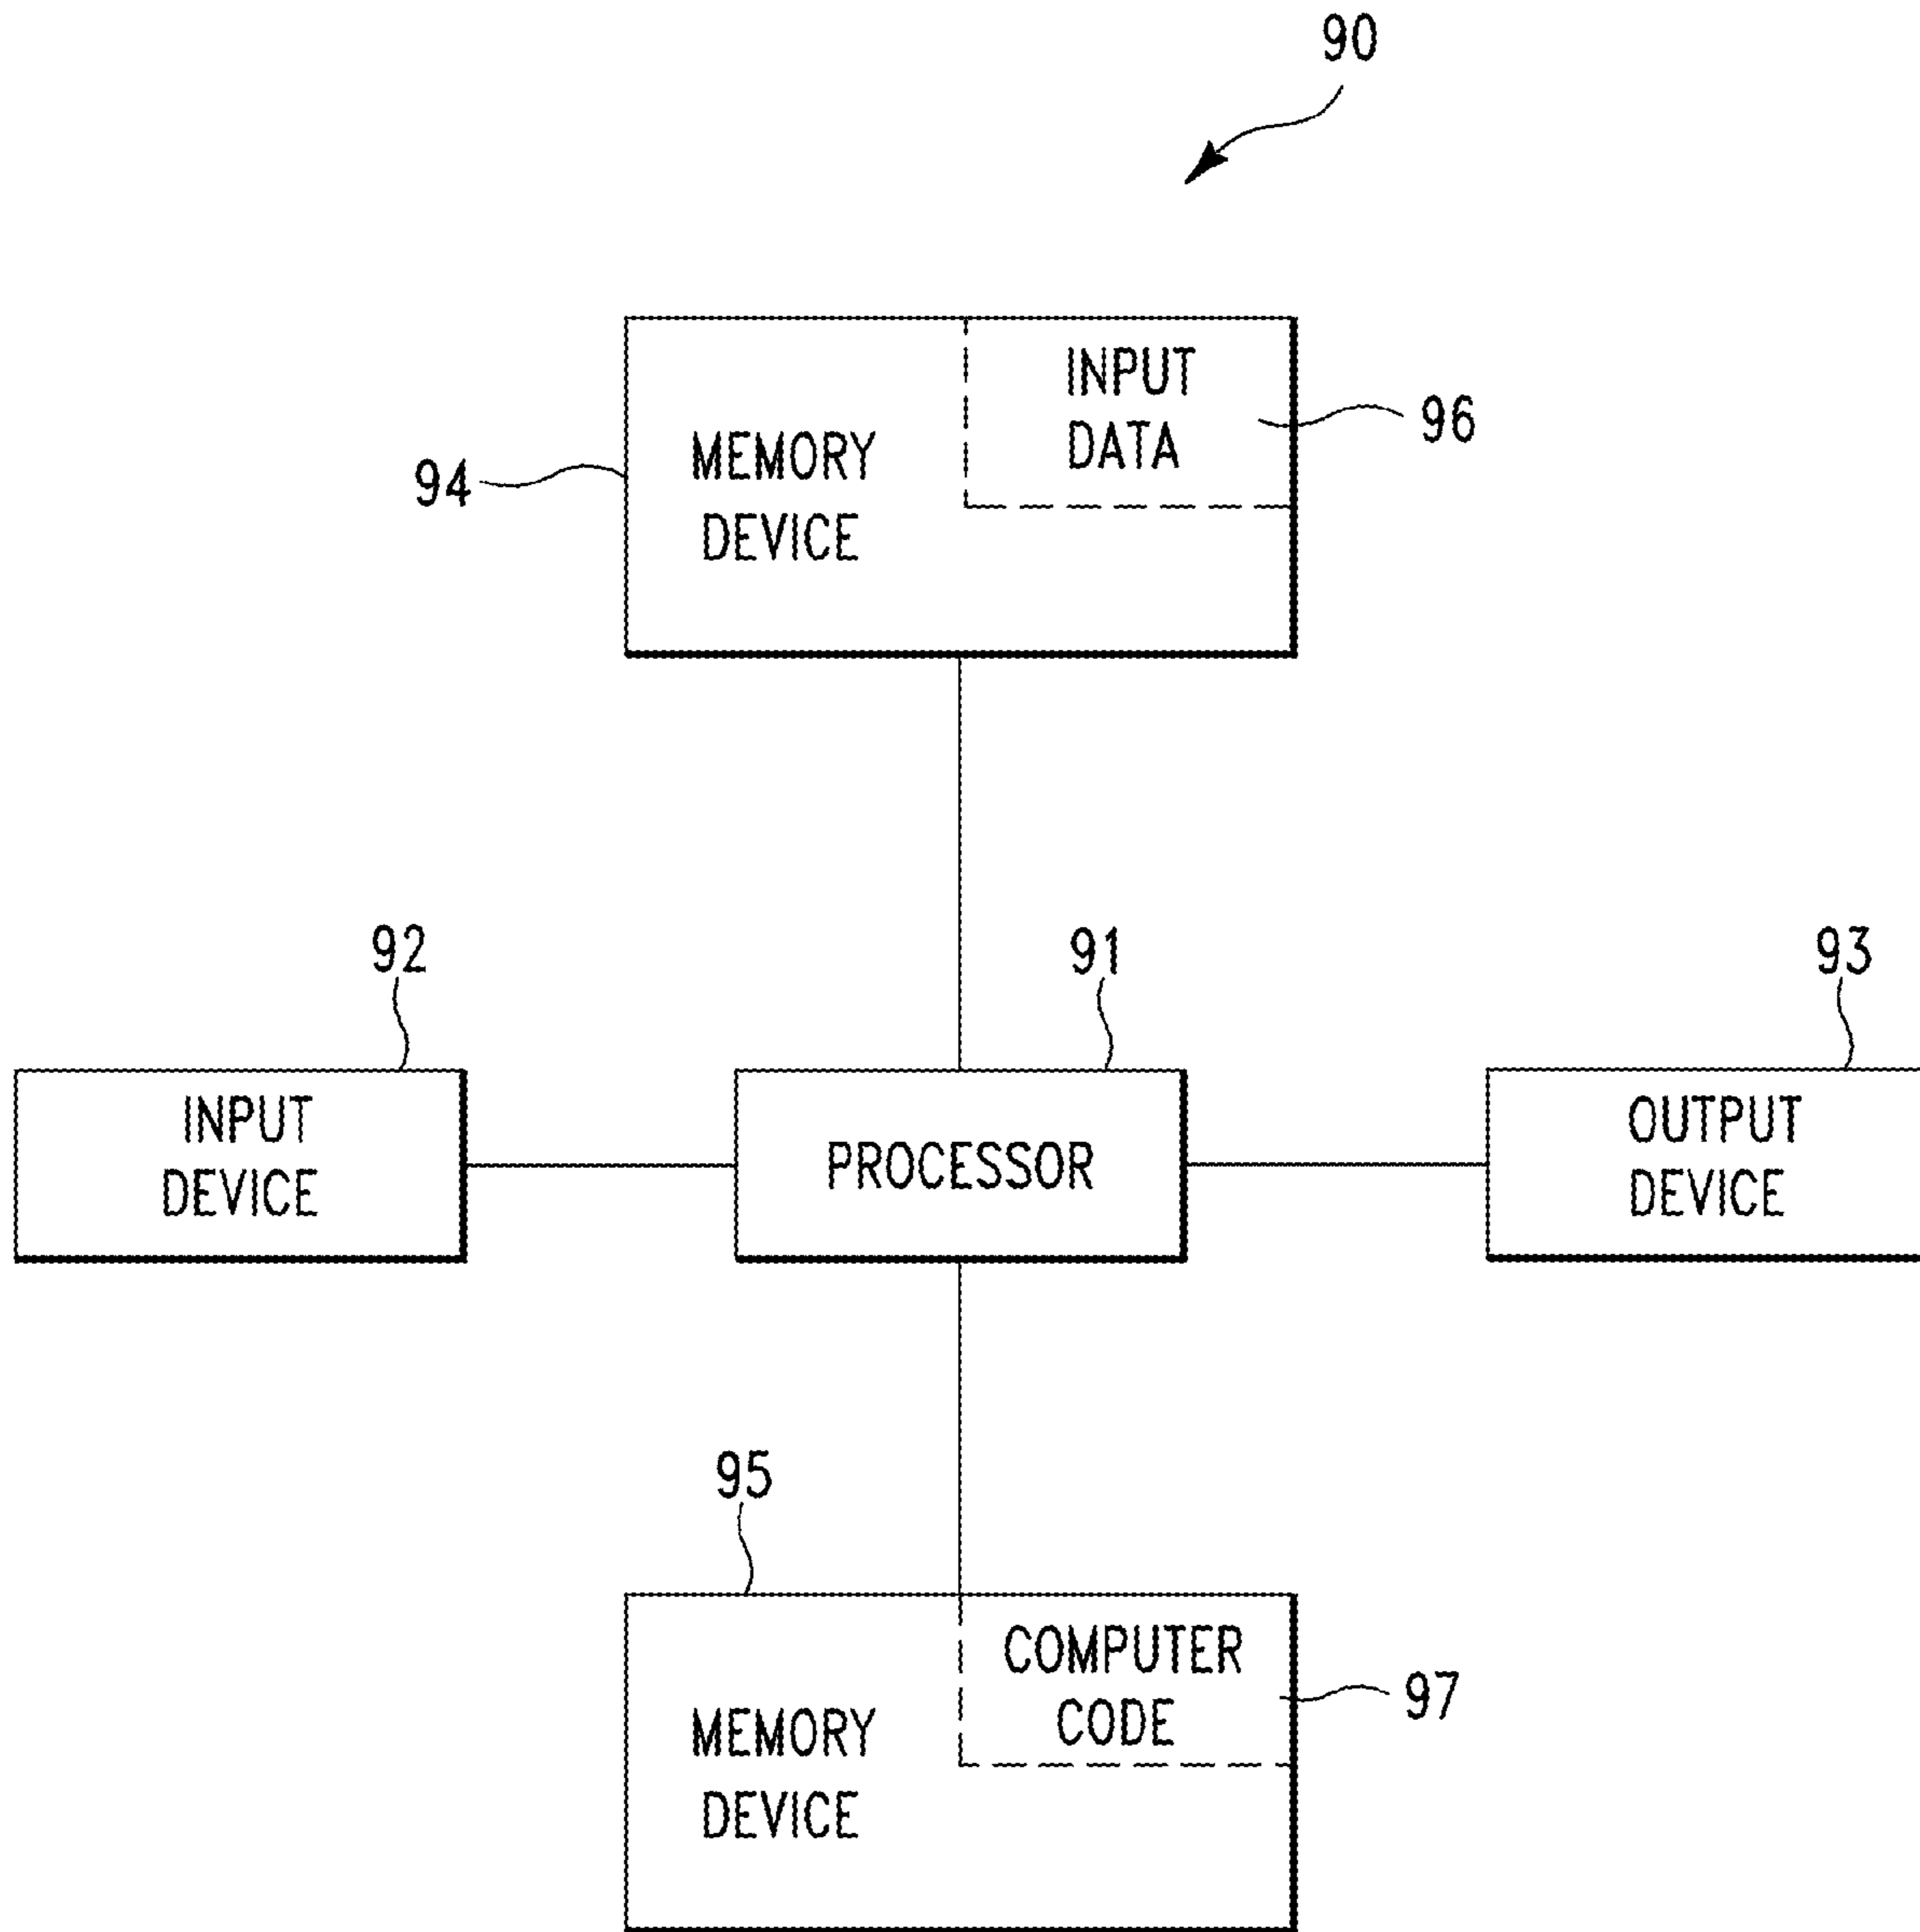 90
INPUT
DATA
96
MEMORY
DEVICE
94
92
91
93
INPUT
DEVICE
PROCESSOR
OUTPUT
DEVICE
95
COMPUTER
CODE
97
MEMORY
DEVICE